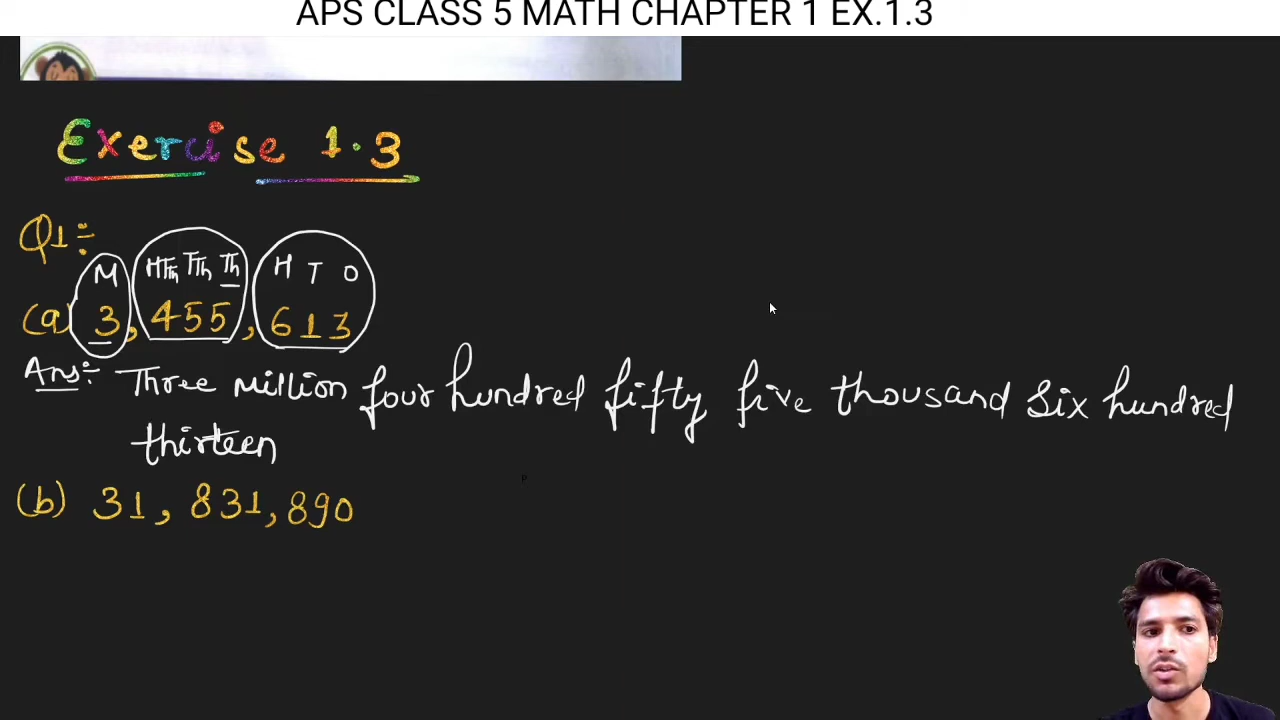 APS CLASS 5 MATH CHAPTER 1 EX.1.3
Exercise 1.3
Q1:-
M HTh TTh Th H T O
(a) 3,455,613
Ans:- Three million four hundred fifty five thousand six hundred
thirteen
(b) 31,831,890